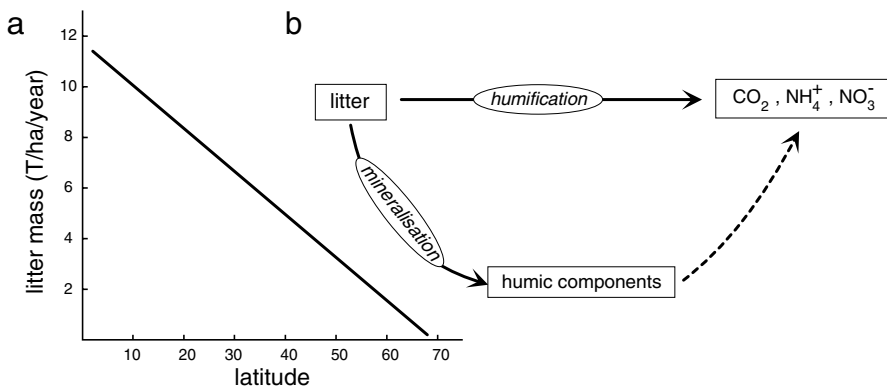 a
b
12
10
8
6
4
2
litter mass (T/ha/year)
10 20 30 40 50 60 70
latitude
litter
humification
CO₂ , NH₄⁺ , NO₃⁻
mineralisation
humic components